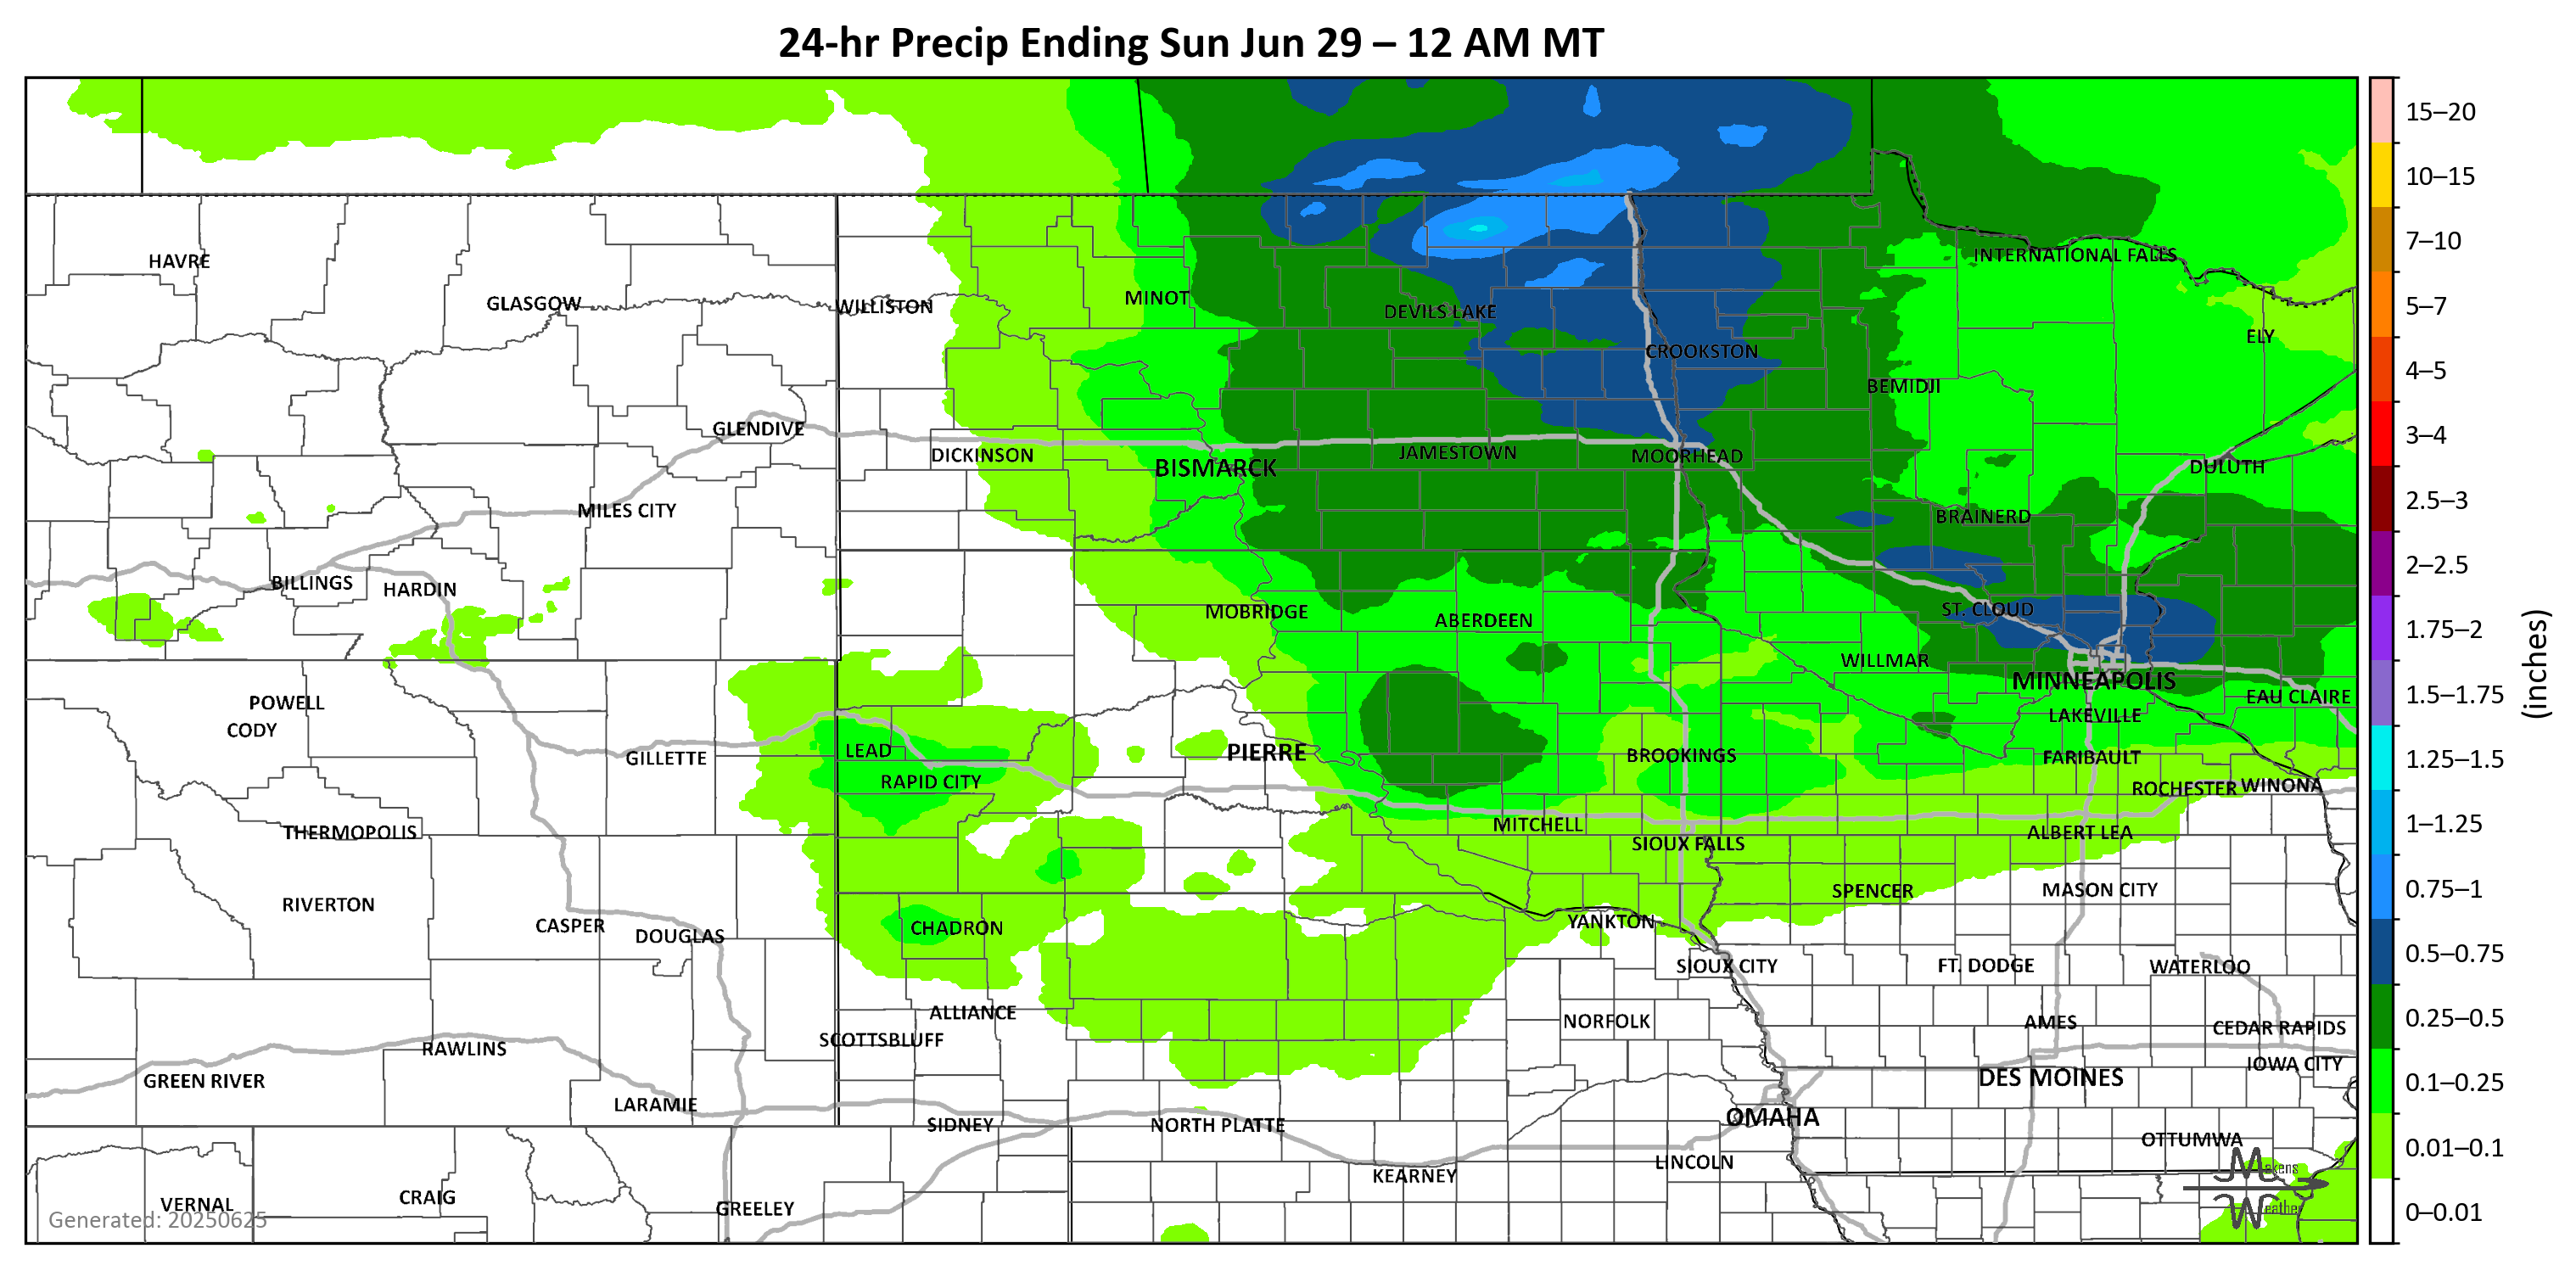 24-hr Precip Ending Sun Jun 29 – 12 AM MT
15–20
10–15
INTERNATIONAL FALLS
7–10
HAVRE
MINOT
GLASGOW
WILLISTON
5–7
DEVILS LAKE
ELY
CROOKSTON
4–5
BEMIDJI
GLENDIVE
3–4
DICKINSON
JAMESTOWN
MOORHEAD
BISMARCK
DULUTH
2.5–3
MILES CITY
BRAINERD
2–2.5
BILLINGS
HARDIN
MOBRIDGE
ABERDEEN
ST. CLOUD
1.75–2
WILLMAR
(inches)
MINNEAPOLIS
1.5–1.75
EAU CLAIRE
POWELL
LAKEVILLE
CODY
LEAD
PIERRE
BROOKINGS
GILLETTE
FARIBAULT
1.25–1.5
RAPID CITY
ROCHESTER
WINONA
MITCHELL
1–1.25
THERMOPOLIS
ALBERT LEA
SIOUX FALLS
SPENCER
MASON CITY
0.75–1
RIVERTON
YANKTON
CASPER
CHADRON
DOUGLAS
0.5–0.75
SIOUX CITY
FT. DODGE
WATERLOO
ALLIANCE
NORFOLK
AMES
0.25–0.5
CEDAR RAPIDS
SCOTTSBLUFF
RAWLINS
IOWA CITY
GREEN RIVER
DES MOINES
0.1–0.25
LARAMIE
OMAHA
SIDNEY
NORTH PLATTE
OTTUMWA
0.01–0.1
LINCOLN
Makens
KEARNEY
CRAIG
VERNAL
GREELEY
Weather
0–0.01
Generated: 20250625